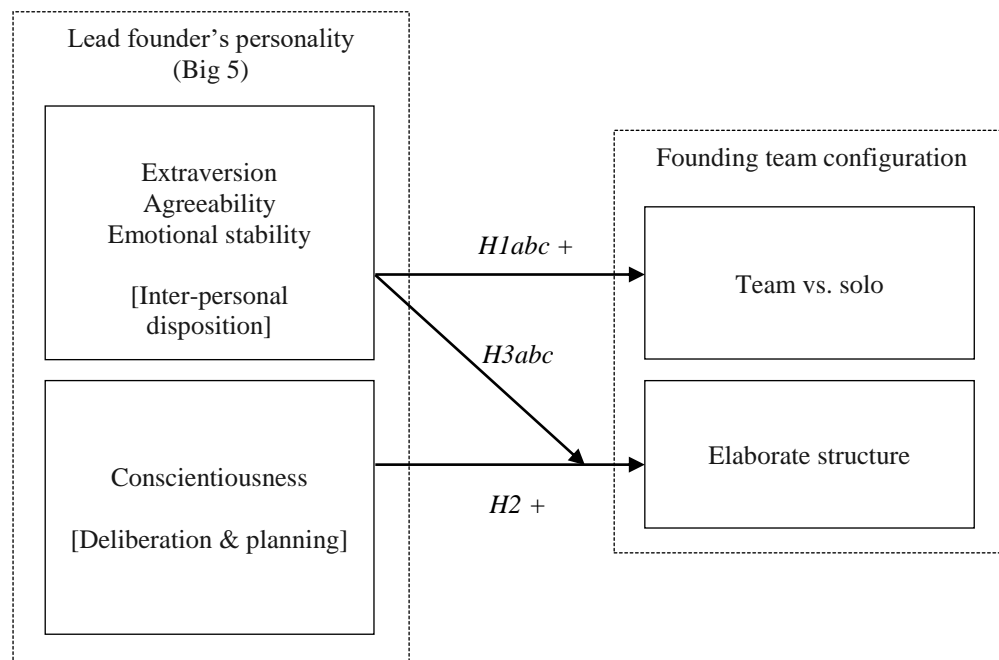 Lead founder’s personality
(Big 5)
Extraversion
Agreeability
Emotional stability
[Inter-personal
disposition]
Conscientiousness
[Deliberation & planning]
H1abc +
H3abc
H2 +
Founding team configuration
Team vs. solo
Elaborate structure